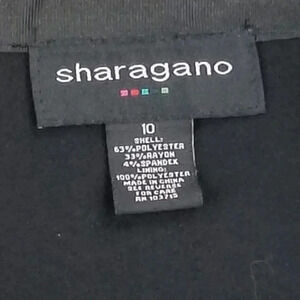 sharagano
10
SHELL:
63%POLYESTER
33%RAYON
4%SPANDEX
LINING:
100%POLYESTER
MADE IN CHINA
SEE REVERSE
FOR CARE
RN 103715